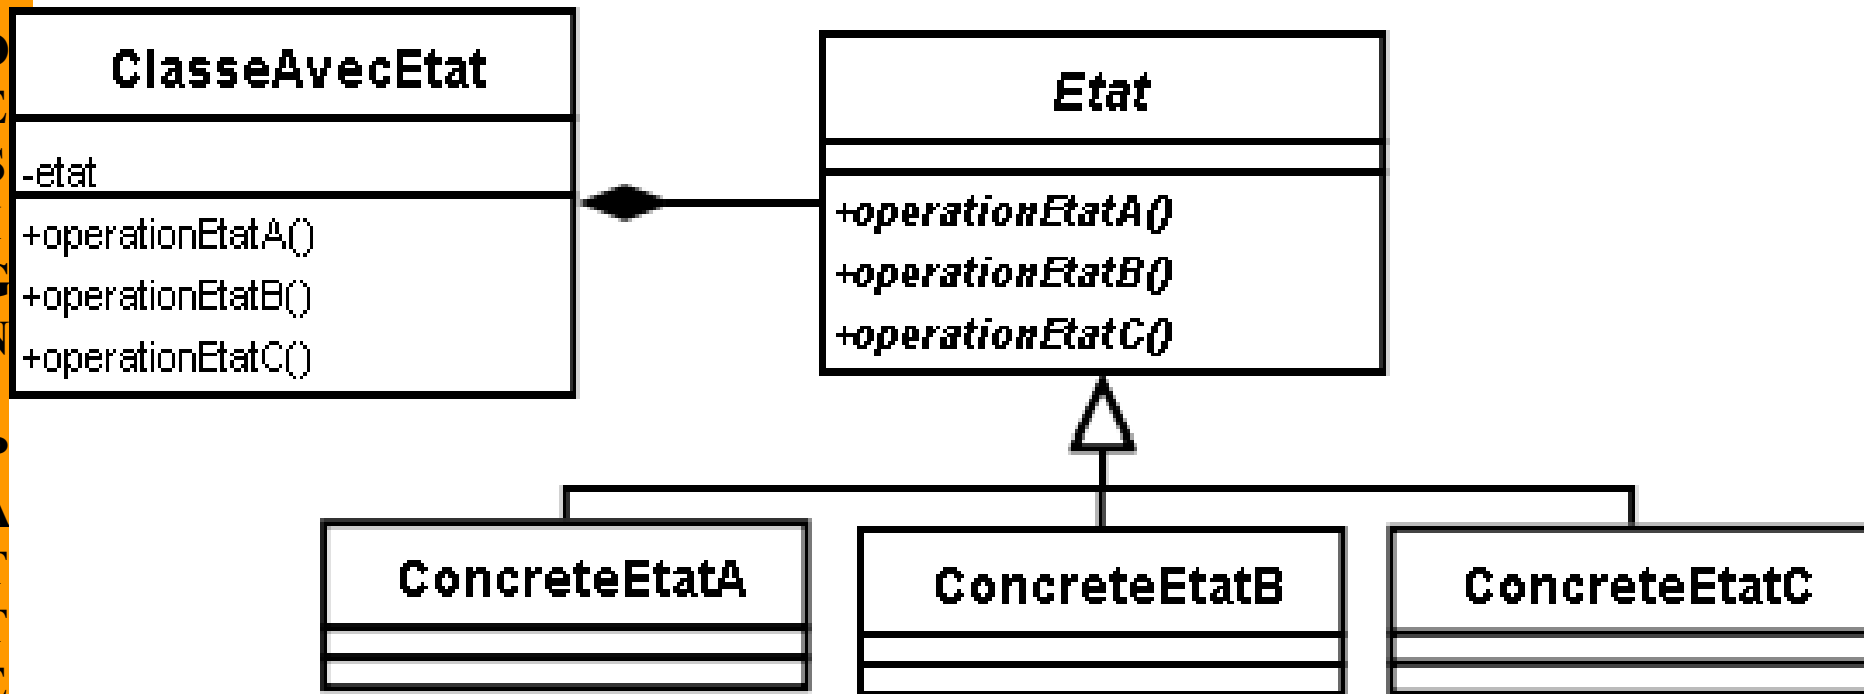 ClasseAvecEtat
-etat
+operationEtatA()
+operationEtatB()
+operationEtatC()
Etat
+operationEtatA()
+operationEtatB()
+operationEtatC()
ConcreteEtatA
ConcreteEtatB
ConcreteEtatC